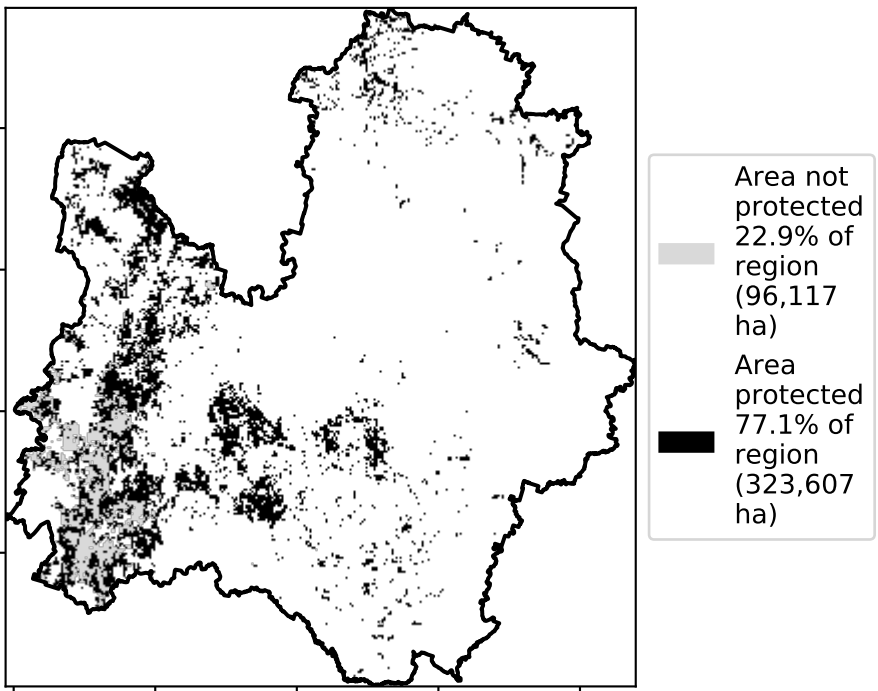 Area not
protected
22.9% of
region
(96,117
ha)
Area
protected
77.1% of
region
(323,607
ha)